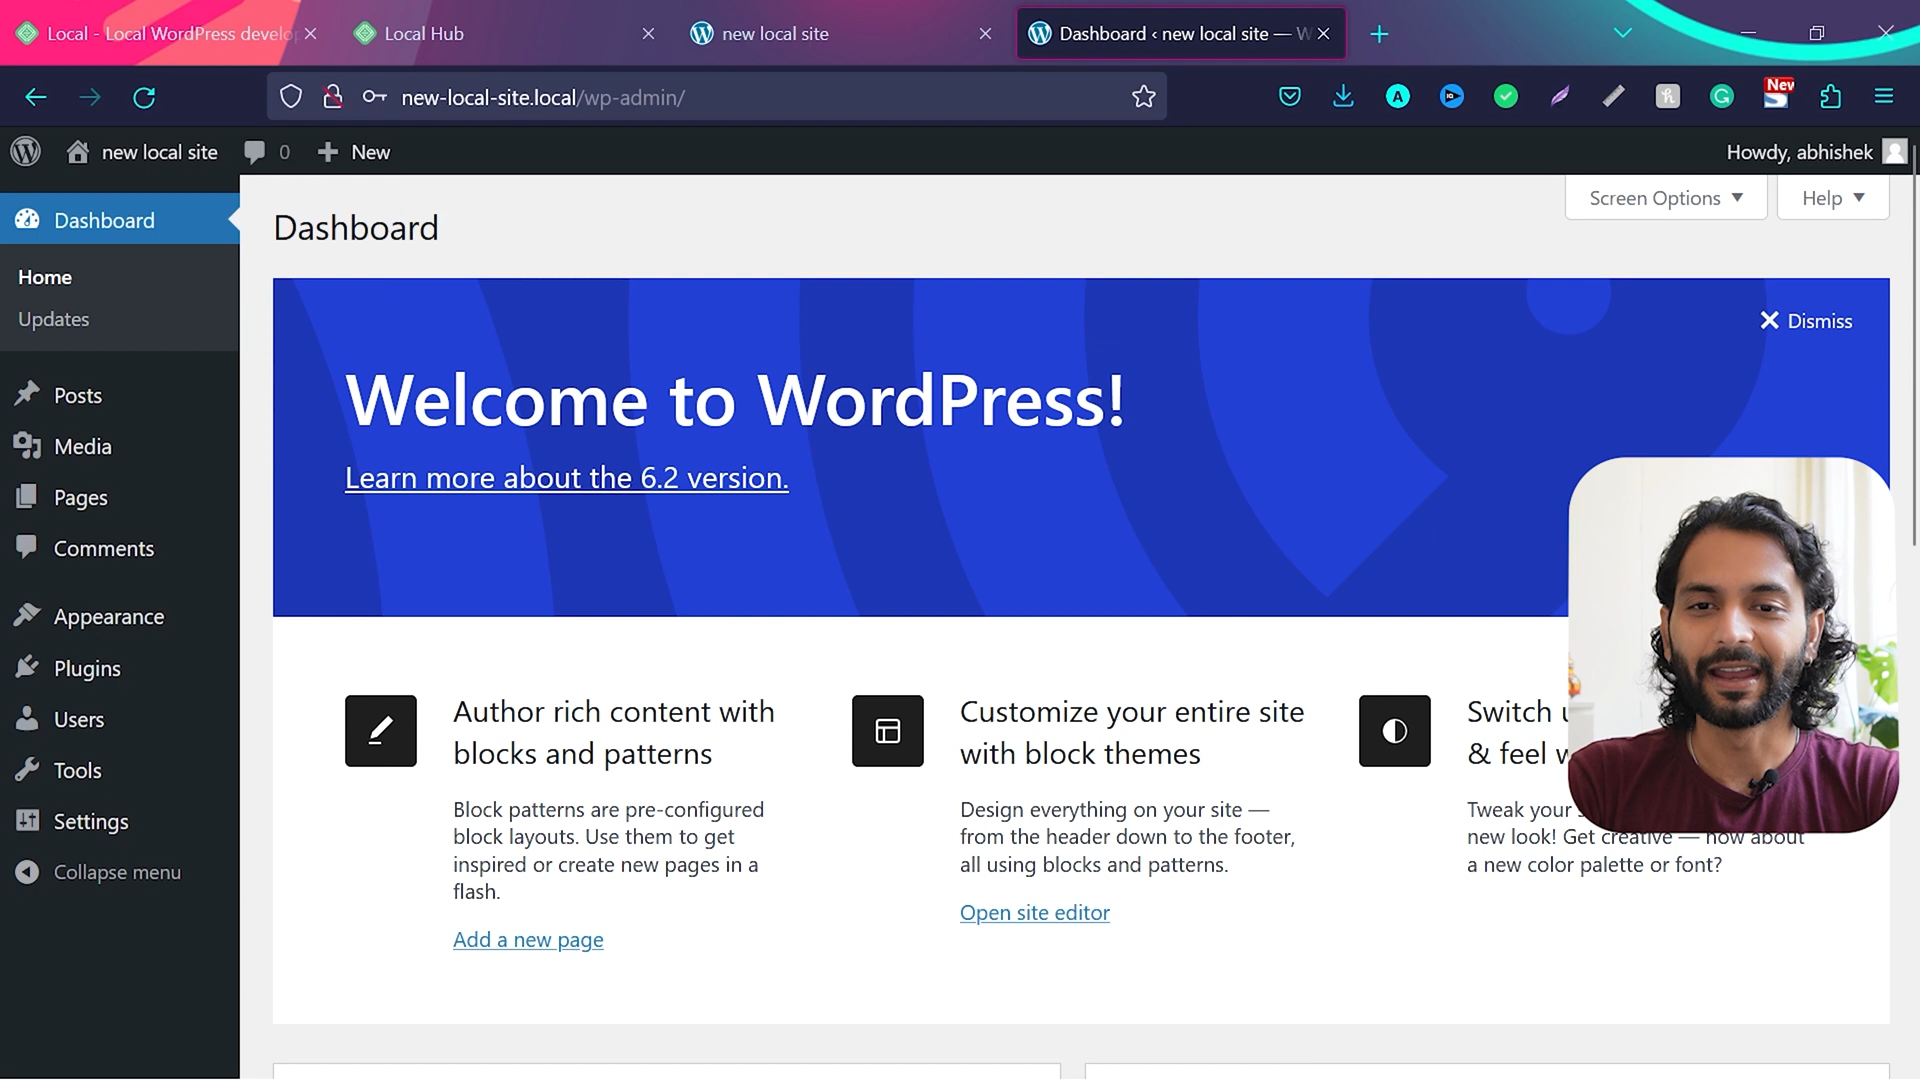 Local - Local WordPress develo
Local Hub
new local site
Dashboard ‹ new local site — W
new-local-site.local/wp-admin/
New
new local site
0
New
Howdy, abhishek
Screen Options
Help
Dashboard
Home
Updates
Posts
Media
Pages
Comments
Appearance
Plugins
Users
Tools
Settings
Collapse menu
Dashboard
Dismiss
Welcome to WordPress!
Learn more about the 6.2 version.
Author rich content with
blocks and patterns
Block patterns are pre-configured
block layouts. Use them to get
inspired or create new pages in a
flash.
Add a new page
Customize your entire site
with block themes
Design everything on your site —
from the header down to the footer,
all using blocks and patterns.
Open site editor
Switch
& feel
Tweak your
new look! Get creative — how about
a new color palette or font?